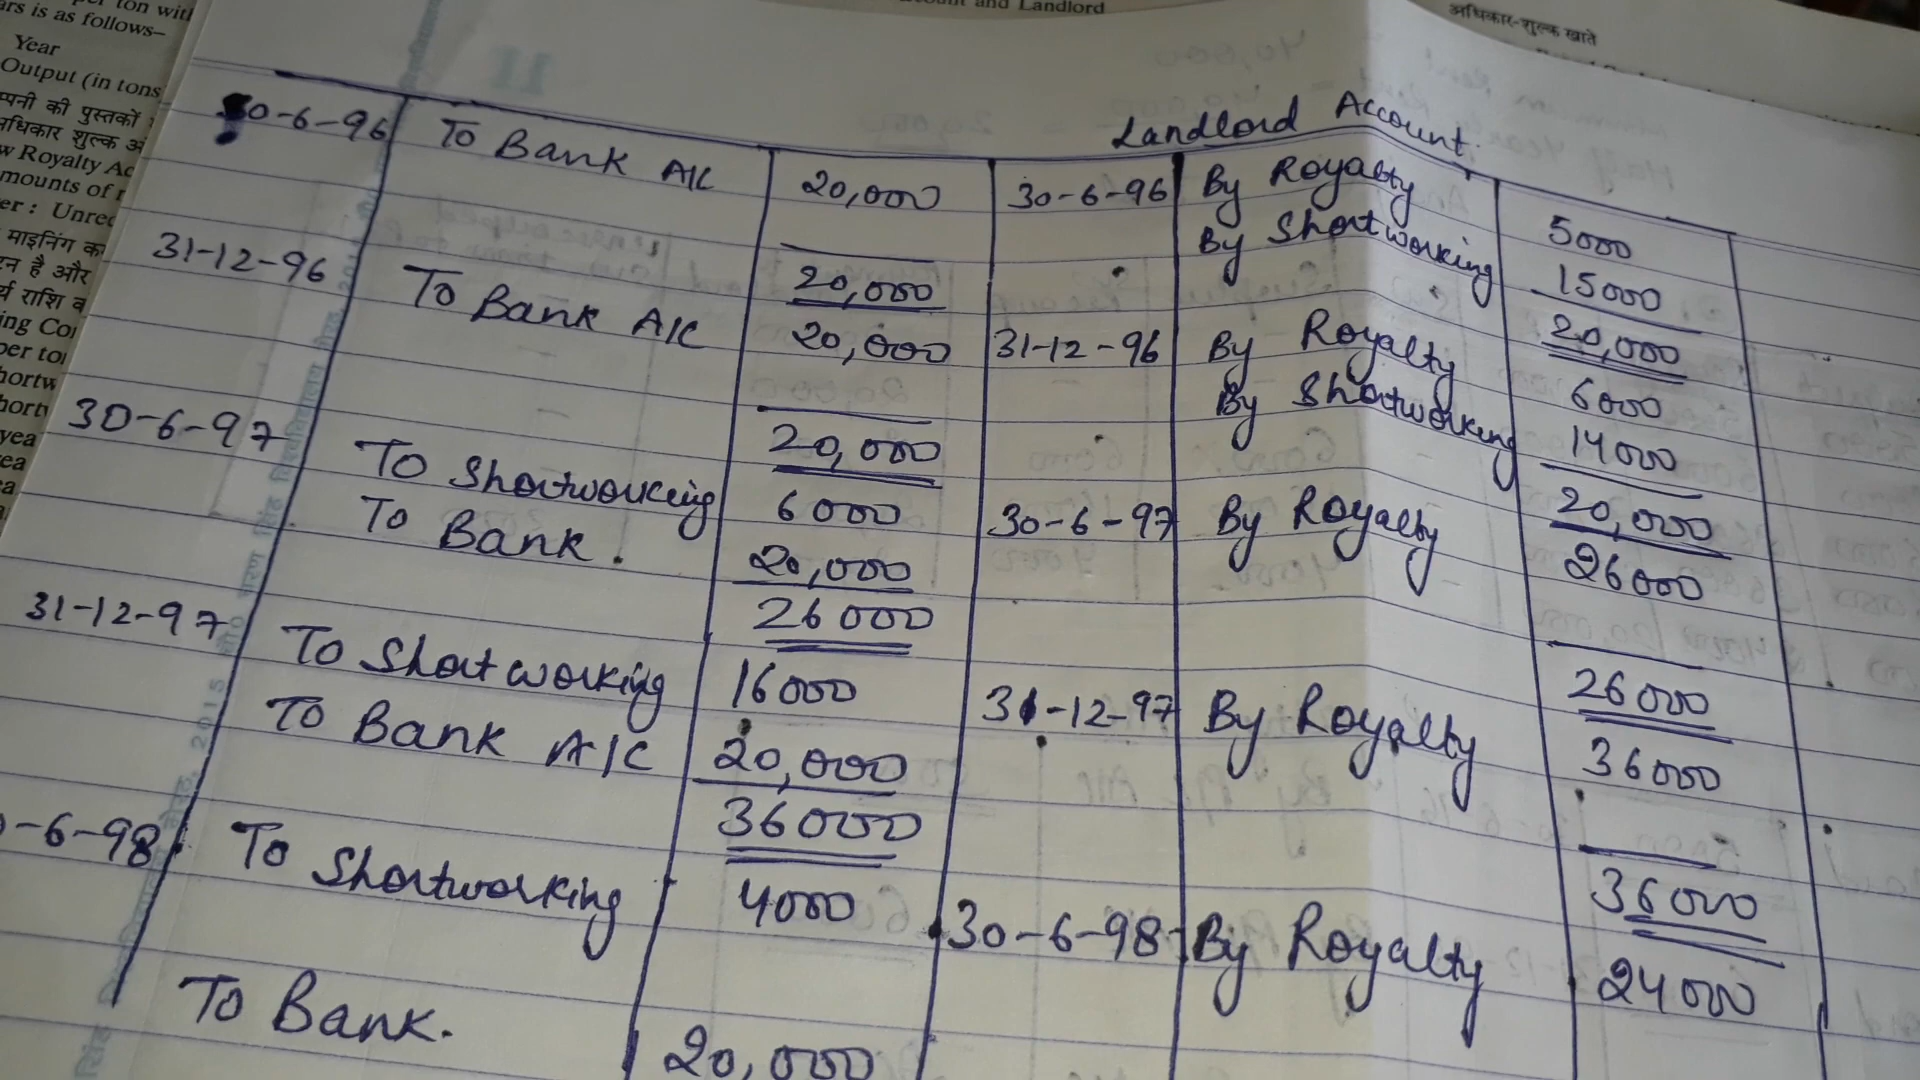 ton with
ars is as follows–
Year
Output (in tons
म्पनी की पुस्तकों
अधिकार शुल्क
w Royalty Ac
mounts of r
er : Unrec
माइनिंग
है और
राशि
ing Co
per to
hortw
hort
yea
and Landlord
अधिकार-शुल्क खाते
Landlord Account.
30-6-96 To Bank A/C 20,000 30-6-96 By Royalty 5000
By Shortworking 15000
20,000 20,000
31-12-96 To Bank A/C 20,000 31-12-96 By Royalty 6000
By Shortworking 14000
20,000 20,000
30-6-97 To Shortworking 6000 30-6-97 By Royalty 26000
To Bank. 20,000
26000 26000
31-12-97 To Shortworking 16000 31-12-97 By Royalty 36000
To Bank A/C 20,000
36000 36000
-6-98 To Shortworking 4000 30-6-98 By Royalty 24000
To Bank. 20,000